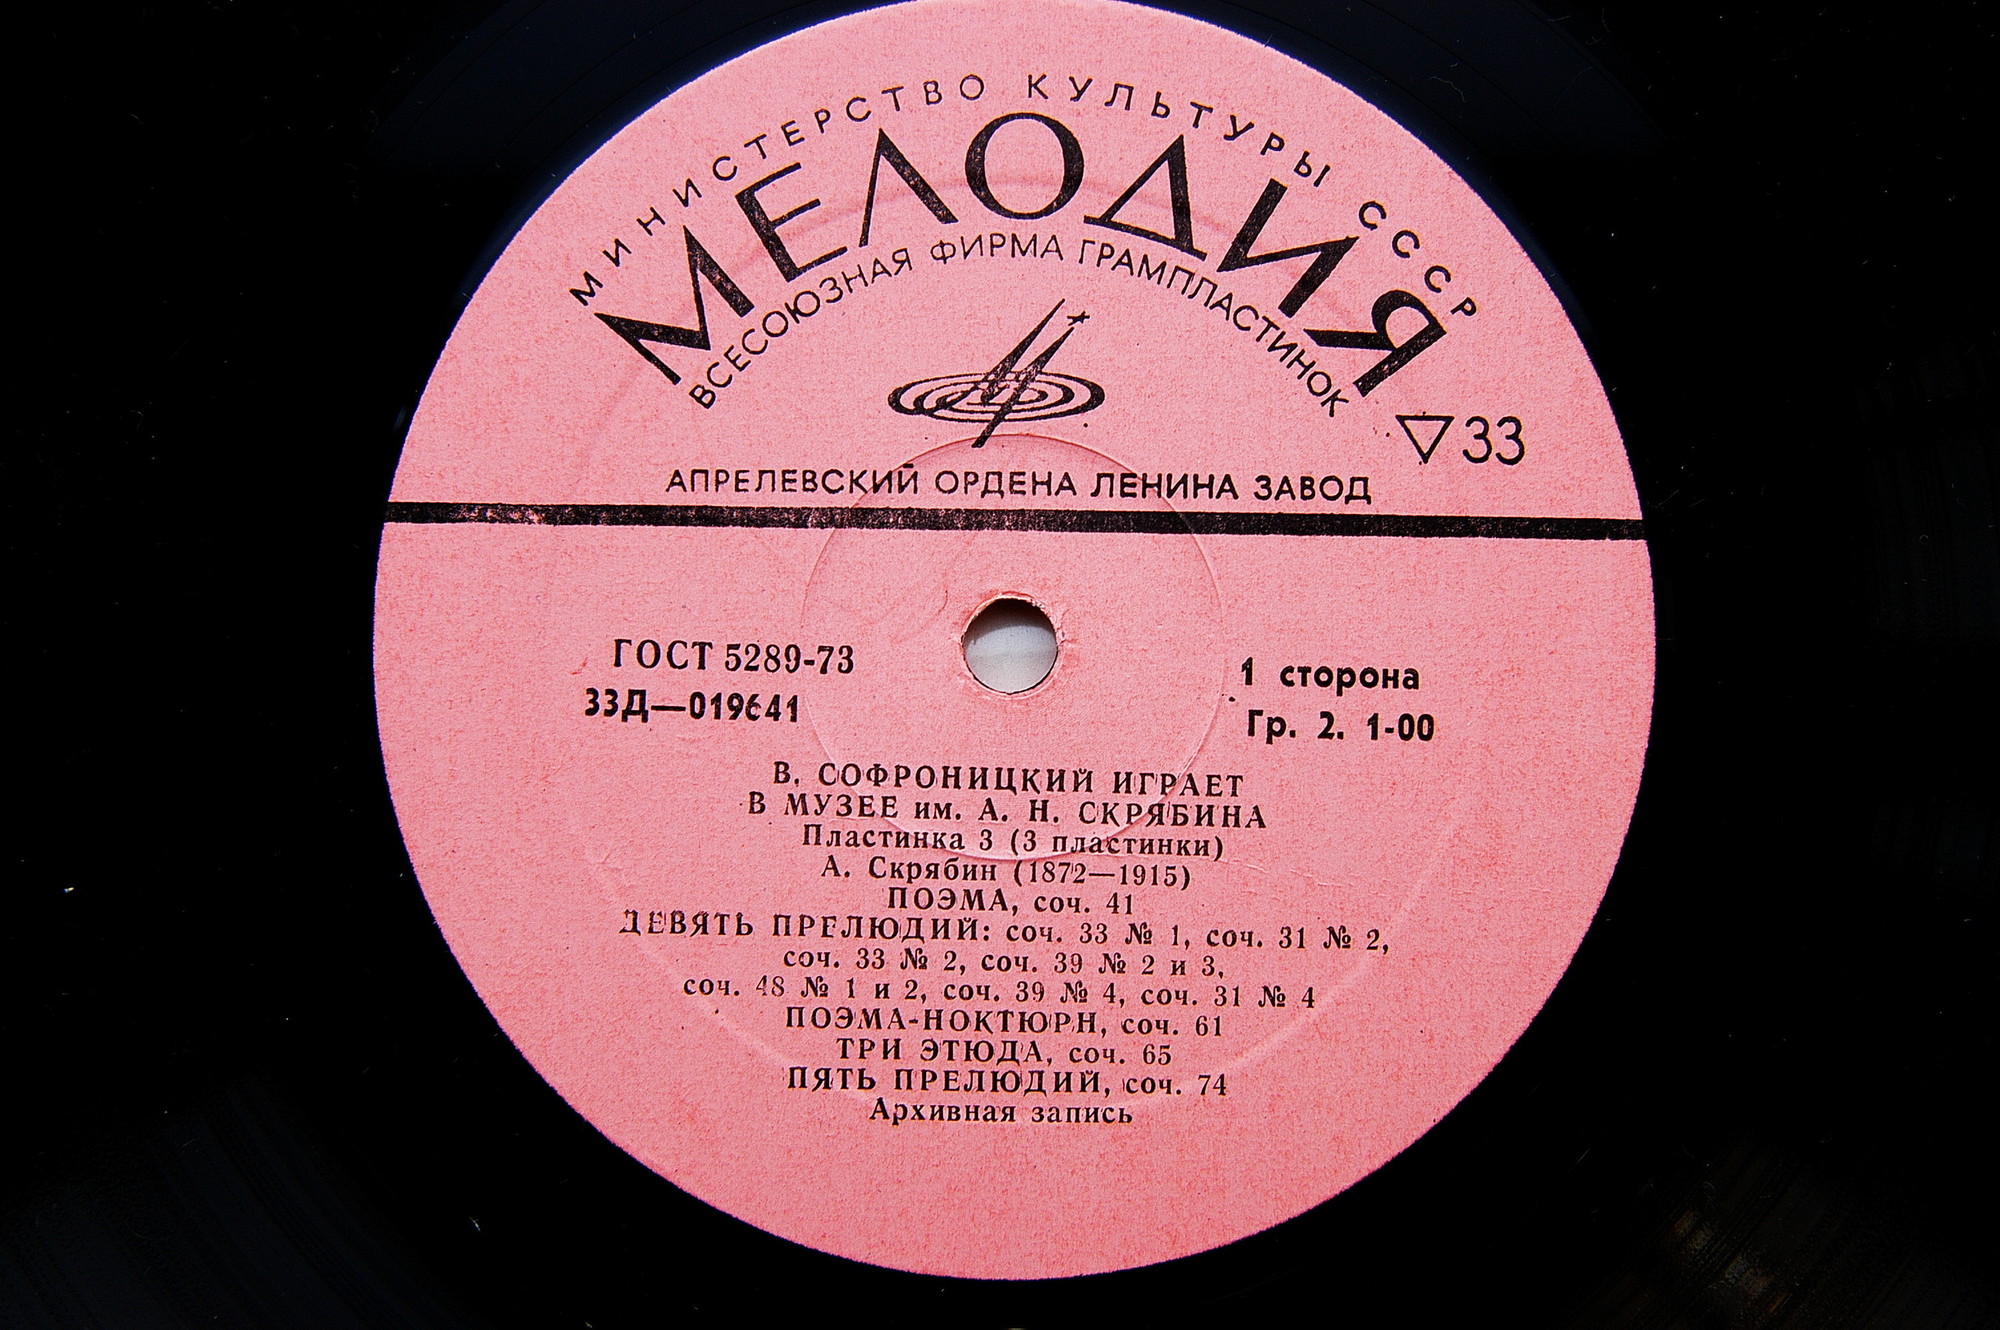 МИНИСТЕРСТВО КУЛЬТУРЫ СССР
МЕЛОДИЯ
ВСЕСОЮЗНАЯ ФИРМА ГРАМПЛАСТИНОК
▽33
АПРЕЛЕВСКИЙ ОРДЕНА ЛЕНИНА ЗАВОД
ГОСТ 5289-73
33Д—019641
1 сторона
Гр. 2. 1-00
В. СОФРОНИЦКИЙ ИГРАЕТ
В МУЗЕЕ им. А. Н. СКРЯБИНА
Пластинка 3 (3 пластинки)
А. Скрябин (1872—1915)
ПОЭМА, соч. 41
ДЕВЯТЬ ПРЕЛЮДИЙ: соч. 33 № 1, соч. 31 № 2,
соч. 33 № 2, соч. 39 № 2 и 3,
соч. 48 № 1 и 2, соч. 39 № 4, соч. 31 № 4
ПОЭМА-НОКТЮРН, соч. 61
ТРИ ЭТЮДА, соч. 65
ПЯТЬ ПРЕЛЮДИЙ, соч. 74
Архивная запись